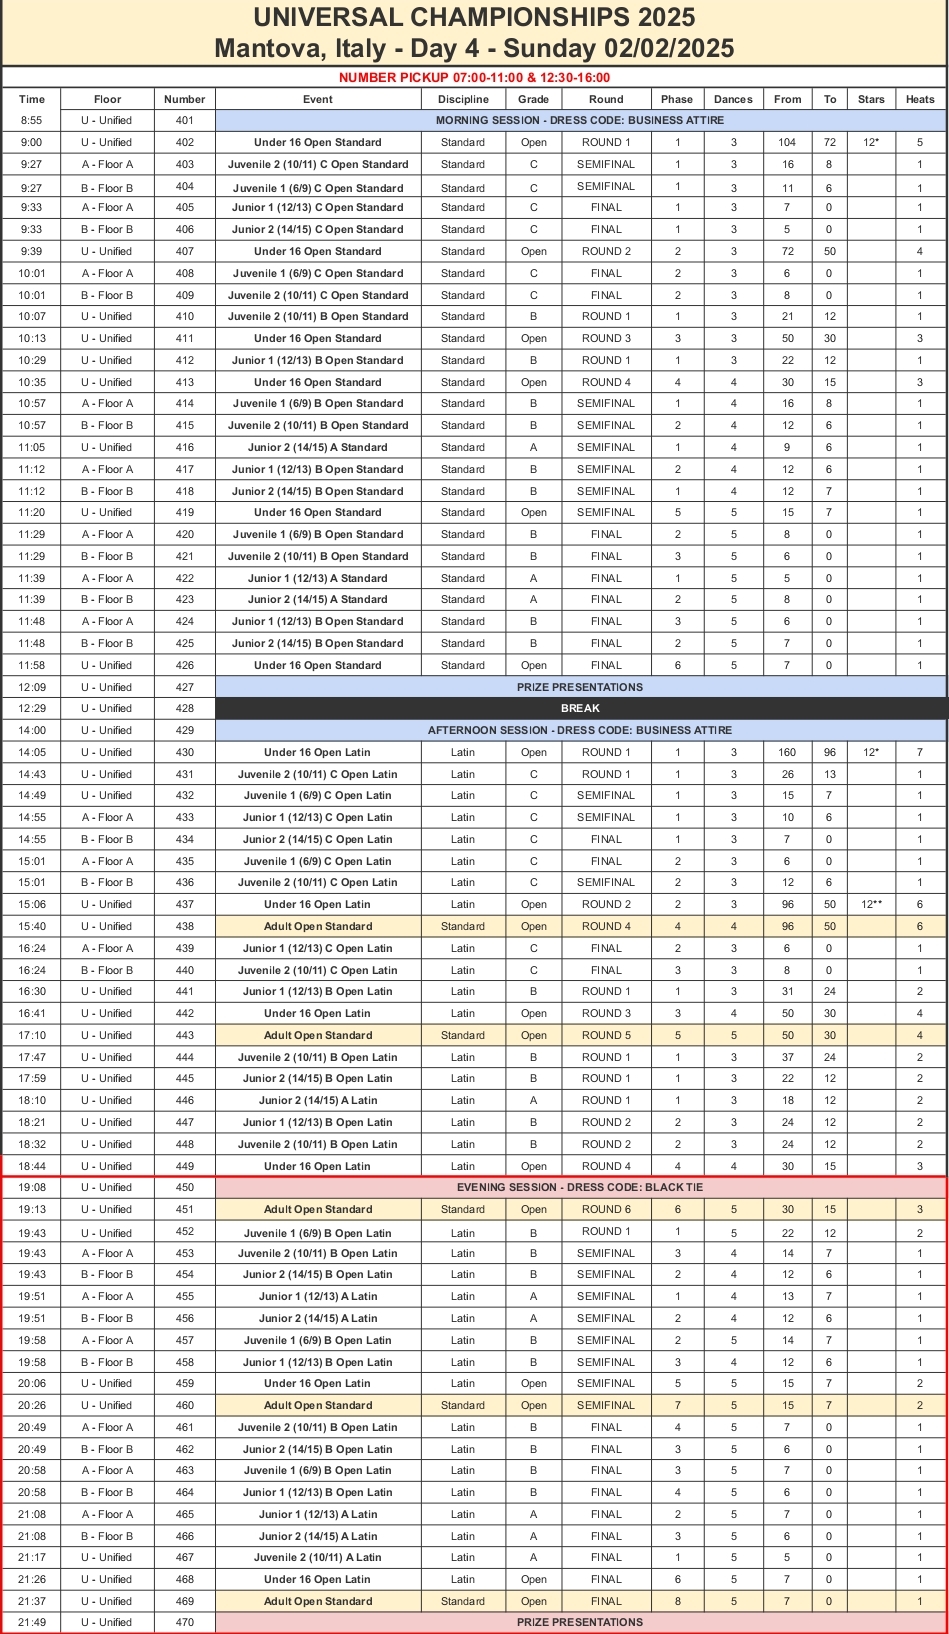 UNIVERSAL CHAMPIONSHIPS 2025
Mantova, Italy - Day 4 - Sunday 02/02/2025
NUMBER PICKUP 07:00-11:00 & 12:30-16:00
Time Floor Number Event Discipline Grade Round Phase Dances From To Stars Heats
8:55 U - Unified 401 MORNING SESSION - DRESS CODE: BUSINESS ATTIRE
9:00 U - Unified 402 Under 16 Open Standard Standard Open ROUND 1 1 3 104 72 12* 5
9:27 A - Floor A 403 Juvenile 2 (10/11) C Open Standard Standard C SEMIFINAL 1 3 16 8 1
9:27 B - Floor B 404 Juvenile 1 (6/9) C Open Standard Standard C SEMIFINAL 1 3 11 6 1
9:33 A - Floor A 405 Junior 1 (12/13) C Open Standard Standard C FINAL 1 3 7 0 1
9:33 B - Floor B 406 Junior 2 (14/15) C Open Standard Standard C FINAL 1 3 5 0 1
9:39 U - Unified 407 Under 16 Open Standard Standard Open ROUND 2 2 3 72 50 4
10:01 A - Floor A 408 Juvenile 1 (6/9) C Open Standard Standard C FINAL 2 3 6 0 1
10:01 B - Floor B 409 Juvenile 2 (10/11) C Open Standard Standard C FINAL 2 3 8 0 1
10:07 U - Unified 410 Juvenile 2 (10/11) B Open Standard Standard B ROUND 1 1 3 21 12 1
10:13 U - Unified 411 Under 16 Open Standard Standard Open ROUND 3 3 3 50 30 3
10:29 U - Unified 412 Junior 1 (12/13) B Open Standard Standard B ROUND 1 1 3 22 12 1
10:35 U - Unified 413 Under 16 Open Standard Standard Open ROUND 4 4 4 30 15 3
10:57 A - Floor A 414 Juvenile 1 (6/9) B Open Standard Standard B SEMIFINAL 1 4 16 8 1
10:57 B - Floor B 415 Juvenile 2 (10/11) B Open Standard Standard B SEMIFINAL 2 4 12 6 1
11:05 U - Unified 416 Junior 2 (14/15) A Standard Standard A SEMIFINAL 1 4 9 6 1
11:12 A - Floor A 417 Junior 1 (12/13) B Open Standard Standard B SEMIFINAL 2 4 12 6 1
11:12 B - Floor B 418 Junior 2 (14/15) B Open Standard Standard B SEMIFINAL 1 4 12 7 1
11:20 U - Unified 419 Under 16 Open Standard Standard Open SEMIFINAL 5 5 15 7 1
11:29 A - Floor A 420 Juvenile 1 (6/9) B Open Standard Standard B FINAL 2 5 8 0 1
11:29 B - Floor B 421 Juvenile 2 (10/11) B Open Standard Standard B FINAL 3 5 6 0 1
11:39 A - Floor A 422 Junior 1 (12/13) A Standard Standard A FINAL 1 5 5 0 1
11:39 B - Floor B 423 Junior 2 (14/15) A Standard Standard A FINAL 2 5 8 0 1
11:48 A - Floor A 424 Junior 1 (12/13) B Open Standard Standard B FINAL 3 5 6 0 1
11:48 B - Floor B 425 Junior 2 (14/15) B Open Standard Standard B FINAL 2 5 7 0 1
11:58 U - Unified 426 Under 16 Open Standard Standard Open FINAL 6 5 7 0 1
12:09 U - Unified 427 PRIZE PRESENTATIONS
12:29 U - Unified 428 BREAK
14:00 U - Unified 429 AFTERNOON SESSION - DRESS CODE: BUSINESS ATTIRE
14:05 U - Unified 430 Under 16 Open Latin Latin Open ROUND 1 1 3 160 96 12* 7
14:43 U - Unified 431 Juvenile 2 (10/11) C Open Latin Latin C ROUND 1 1 3 26 13 1
14:49 U - Unified 432 Juvenile 1 (6/9) C Open Latin Latin C SEMIFINAL 1 3 15 7 1
14:55 A - Floor A 433 Junior 1 (12/13) C Open Latin Latin C SEMIFINAL 1 3 10 6 1
14:55 B - Floor B 434 Junior 2 (14/15) C Open Latin Latin C FINAL 1 3 7 0 1
15:01 A - Floor A 435 Juvenile 1 (6/9) C Open Latin Latin C FINAL 2 3 6 0 1
15:01 B - Floor B 436 Juvenile 2 (10/11) C Open Latin Latin C SEMIFINAL 2 3 12 6 1
15:06 U - Unified 437 Under 16 Open Latin Latin Open ROUND 2 2 3 96 50 12** 6
15:40 U - Unified 438 Adult Open Standard Standard Open ROUND 4 4 4 96 50 6
16:24 A - Floor A 439 Junior 1 (12/13) C Open Latin Latin C FINAL 2 3 6 0 1
16:24 B - Floor B 440 Juvenile 2 (10/11) C Open Latin Latin C FINAL 3 3 8 0 1
16:30 U - Unified 441 Junior 1 (12/13) B Open Latin Latin B ROUND 1 1 3 31 24 2
16:41 U - Unified 442 Under 16 Open Latin Latin Open ROUND 3 3 4 50 30 4
17:10 U - Unified 443 Adult Open Standard Standard Open ROUND 5 5 5 50 30 4
17:47 U - Unified 444 Juvenile 2 (10/11) B Open Latin Latin B ROUND 1 1 3 37 24 2
17:59 U - Unified 445 Junior 2 (14/15) B Open Latin Latin B ROUND 1 1 3 22 12 2
18:10 U - Unified 446 Junior 2 (14/15) A Latin Latin A ROUND 1 1 3 18 12 2
18:21 U - Unified 447 Junior 1 (12/13) B Open Latin Latin B ROUND 2 2 3 24 12 2
18:32 U - Unified 448 Juvenile 2 (10/11) B Open Latin Latin B ROUND 2 2 3 24 12 2
18:44 U - Unified 449 Under 16 Open Latin Latin Open ROUND 4 4 4 30 15 3
19:08 U - Unified 450 EVENING SESSION - DRESS CODE: BLACK TIE
19:13 U - Unified 451 Adult Open Standard Standard Open ROUND 6 6 5 30 15 3
19:43 U - Unified 452 Juvenile 1 (6/9) B Open Latin Latin B ROUND 1 1 5 22 12 2
19:43 A - Floor A 453 Juvenile 2 (10/11) B Open Latin Latin B SEMIFINAL 3 4 14 7 1
19:43 B - Floor B 454 Junior 2 (14/15) B Open Latin Latin B SEMIFINAL 2 4 12 6 1
19:51 A - Floor A 455 Junior 1 (12/13) A Latin Latin A SEMIFINAL 1 4 13 7 1
19:51 B - Floor B 456 Junior 2 (14/15) A Latin Latin A SEMIFINAL 2 4 12 6 1
19:58 A - Floor A 457 Juvenile 1 (6/9) B Open Latin Latin B SEMIFINAL 2 5 14 7 1
19:58 B - Floor B 458 Junior 1 (12/13) B Open Latin Latin B SEMIFINAL 3 4 12 6 1
20:06 U - Unified 459 Under 16 Open Latin Latin Open SEMIFINAL 5 5 15 7 2
20:26 U - Unified 460 Adult Open Standard Standard Open SEMIFINAL 7 5 15 7 2
20:49 A - Floor A 461 Juvenile 2 (10/11) B Open Latin Latin B FINAL 4 5 7 0 1
20:49 B - Floor B 462 Junior 2 (14/15) B Open Latin Latin B FINAL 3 5 6 0 1
20:58 A - Floor A 463 Juvenile 1 (6/9) B Open Latin Latin B FINAL 3 5 7 0 1
20:58 B - Floor B 464 Junior 1 (12/13) B Open Latin Latin B FINAL 4 5 6 0 1
21:08 A - Floor A 465 Junior 1 (12/13) A Latin Latin A FINAL 2 5 7 0 1
21:08 B - Floor B 466 Junior 2 (14/15) A Latin Latin A FINAL 3 5 6 0 1
21:17 U - Unified 467 Juvenile 2 (10/11) A Latin Latin A FINAL 1 5 5 0 1
21:26 U - Unified 468 Under 16 Open Latin Latin Open FINAL 6 5 7 0 1
21:37 U - Unified 469 Adult Open Standard Standard Open FINAL 8 5 7 0 1
21:49 U - Unified 470 PRIZE PRESENTATIONS